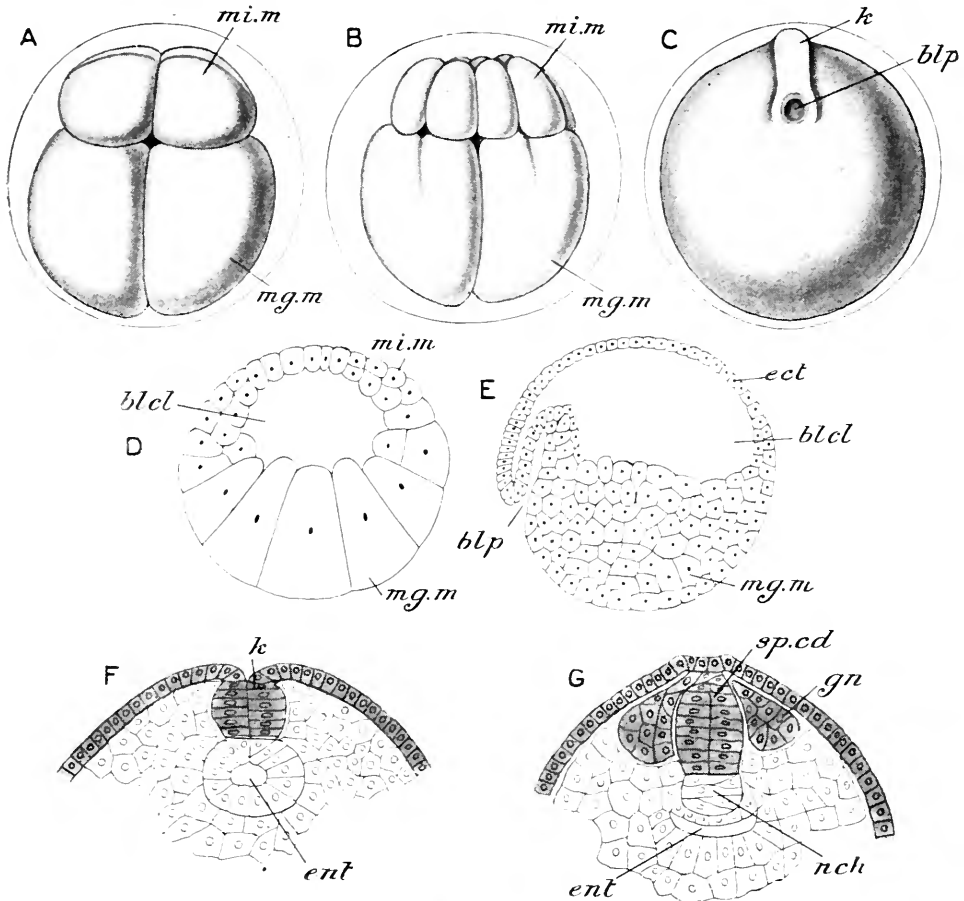 A
mi.m
mg.m
B
mi.m
mg.m
C
k
blp
D
mi.m
blcl
mg.m
E
ect
blcl
blp
mg.m
F
k
ent
G
sp.cd
gn
nch
ent